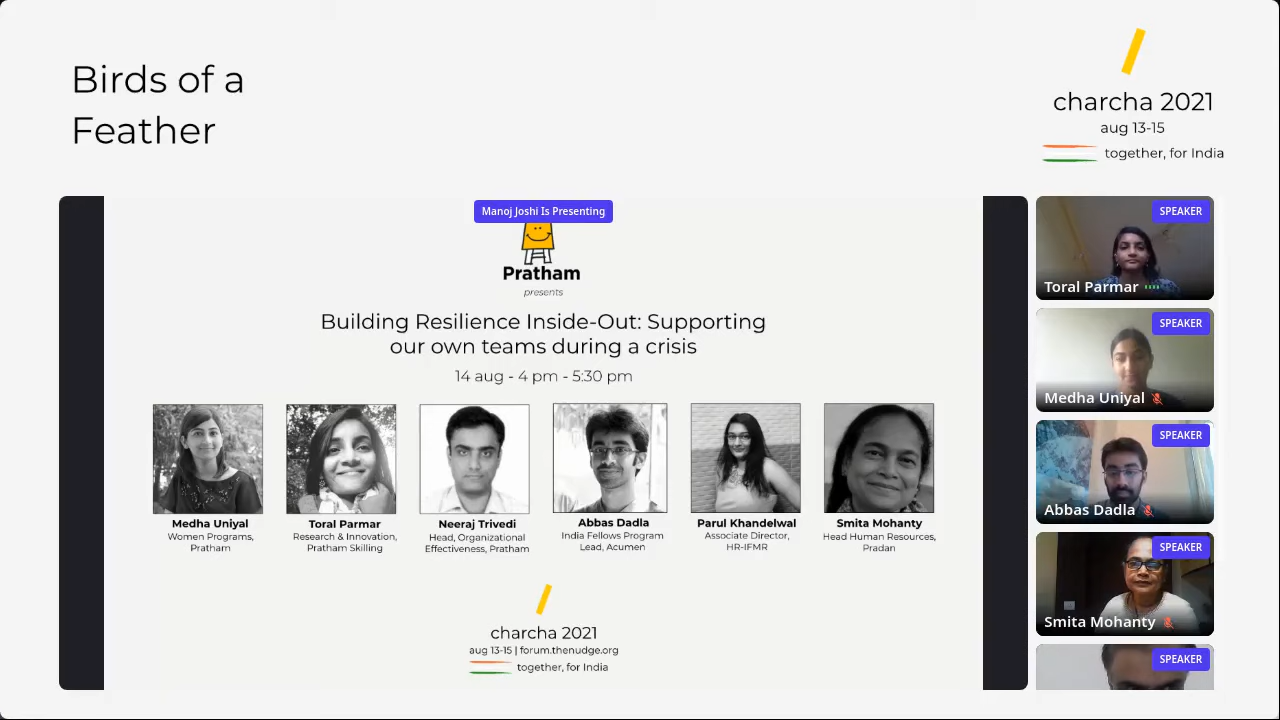 Birds of a
Feather
charcha 2021
aug 13-15
together, for India
Manoj Joshi Is Presenting
Pratham
presents
Building Resilience Inside-Out: Supporting
our own teams during a crisis
14 aug - 4 pm - 5:30 pm
Medha Uniyal
Women Programs,
Pratham
Toral Parmar
Research & Innovation,
Pratham Skilling
Neeraj Trivedi
Head, Organizational
Effectiveness, Pratham
Abbas Dadla
India Fellows Program
Lead, Acumen
Parul Khandelwal
Associate Director,
HR-IFMR
Smita Mohanty
Head Human Resources,
Pradan
charcha 2021
aug 13-15 | forum.thenudge.org
together, for India
SPEAKER
Toral Parmar
SPEAKER
Medha Uniyal
SPEAKER
Abbas Dadla
SPEAKER
Smita Mohanty
SPEAKER